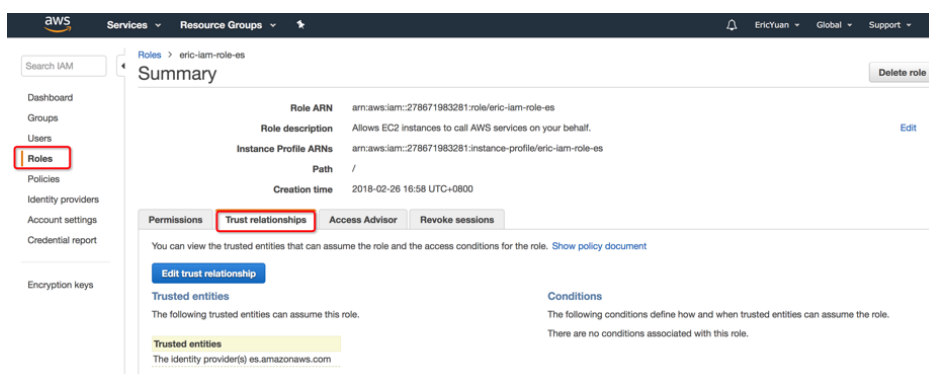 aws Services Resource Groups EricYuan Global Support
Search IAM
Dashboard
Groups
Users
Roles
Policies
Identity providers
Account settings
Credential report
Encryption keys
Roles > eric-iam-role-es
Summary
Delete role
Role ARN arn:aws:iam::278671983281:role/eric-iam-role-es
Role description Allows EC2 instances to call AWS services on your behalf. Edit
Instance Profile ARNs arn:aws:iam::278671983281:instance-profile/eric-iam-role-es
Path /
Creation time 2018-02-26 16:58 UTC+0800
Permissions Trust relationships Access Advisor Revoke sessions
You can view the trusted entities that can assume the role and the access conditions for the role. Show policy document
Edit trust relationship
Trusted entities
The following trusted entities can assume this role.
Trusted entities
The identity provider(s) es.amazonaws.com
Conditions
The following conditions define how and when trusted entities can assume the role.
There are no conditions associated with this role.